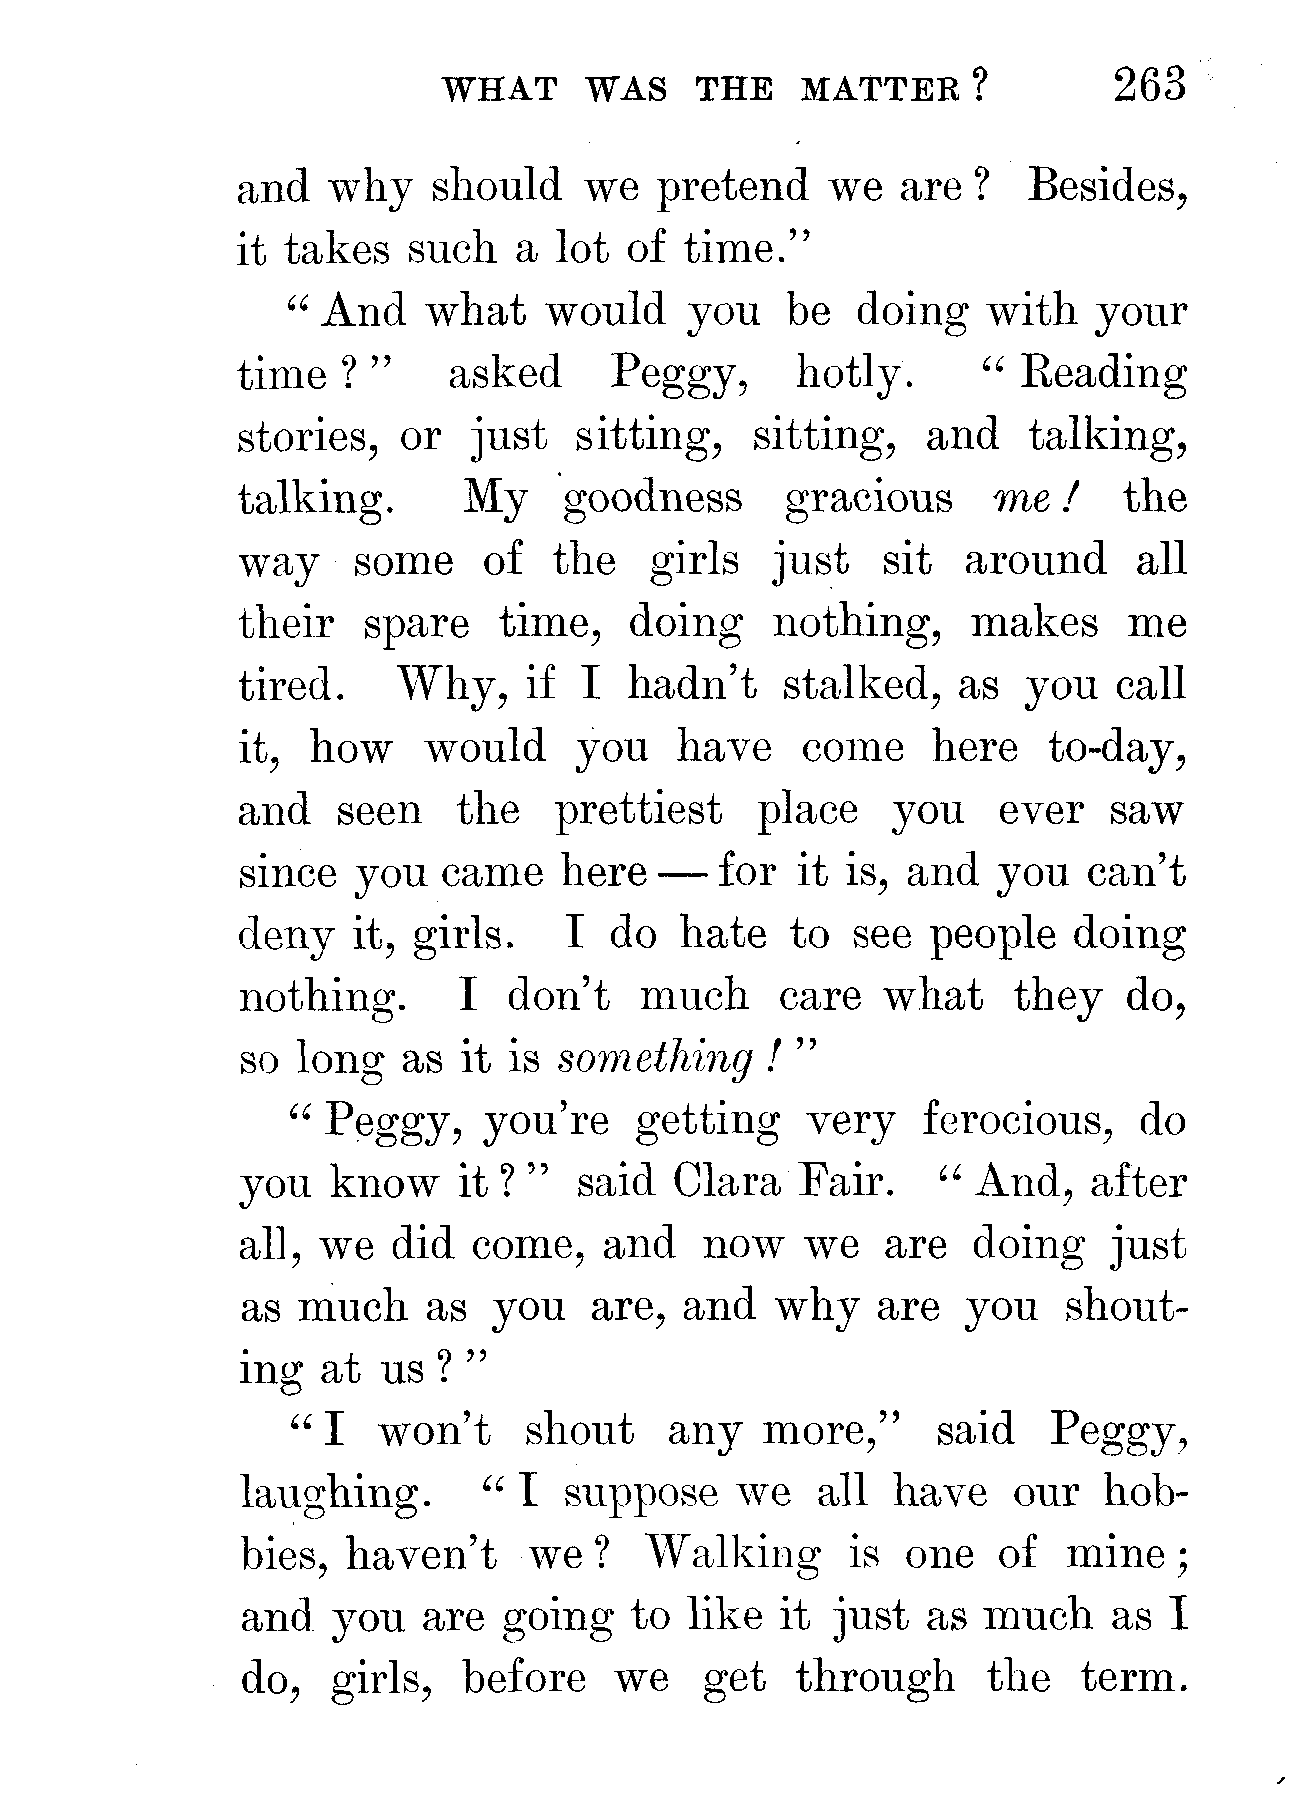 WHAT WAS THE MATTER? 263
and why should we pretend we are? Besides,
it takes such a lot of time."
"And what would you be doing with your
time?" asked Peggy, hotly. "Reading
stories, or just sitting, sitting, and talking,
talking. My goodness gracious me! the
way some of the girls just sit around all
their spare time, doing nothing, makes me
tired. Why, if I hadn't stalked, as you call
it, how would you have come here to-day,
and seen the prettiest place you ever saw
since you came here — for it is, and you can't
deny it, girls. I do hate to see people doing
nothing. I don't much care what they do,
so long as it is something!"
"Peggy, you're getting very ferocious, do
you know it?" said Clara Fair. "And, after
all, we did come, and now we are doing just
as much as you are, and why are you shout-
ing at us?"
"I won't shout any more," said Peggy,
laughing. "I suppose we all have our hob-
bies, haven't we? Walking is one of mine;
and you are going to like it just as much as I
do, girls, before we get through the term.